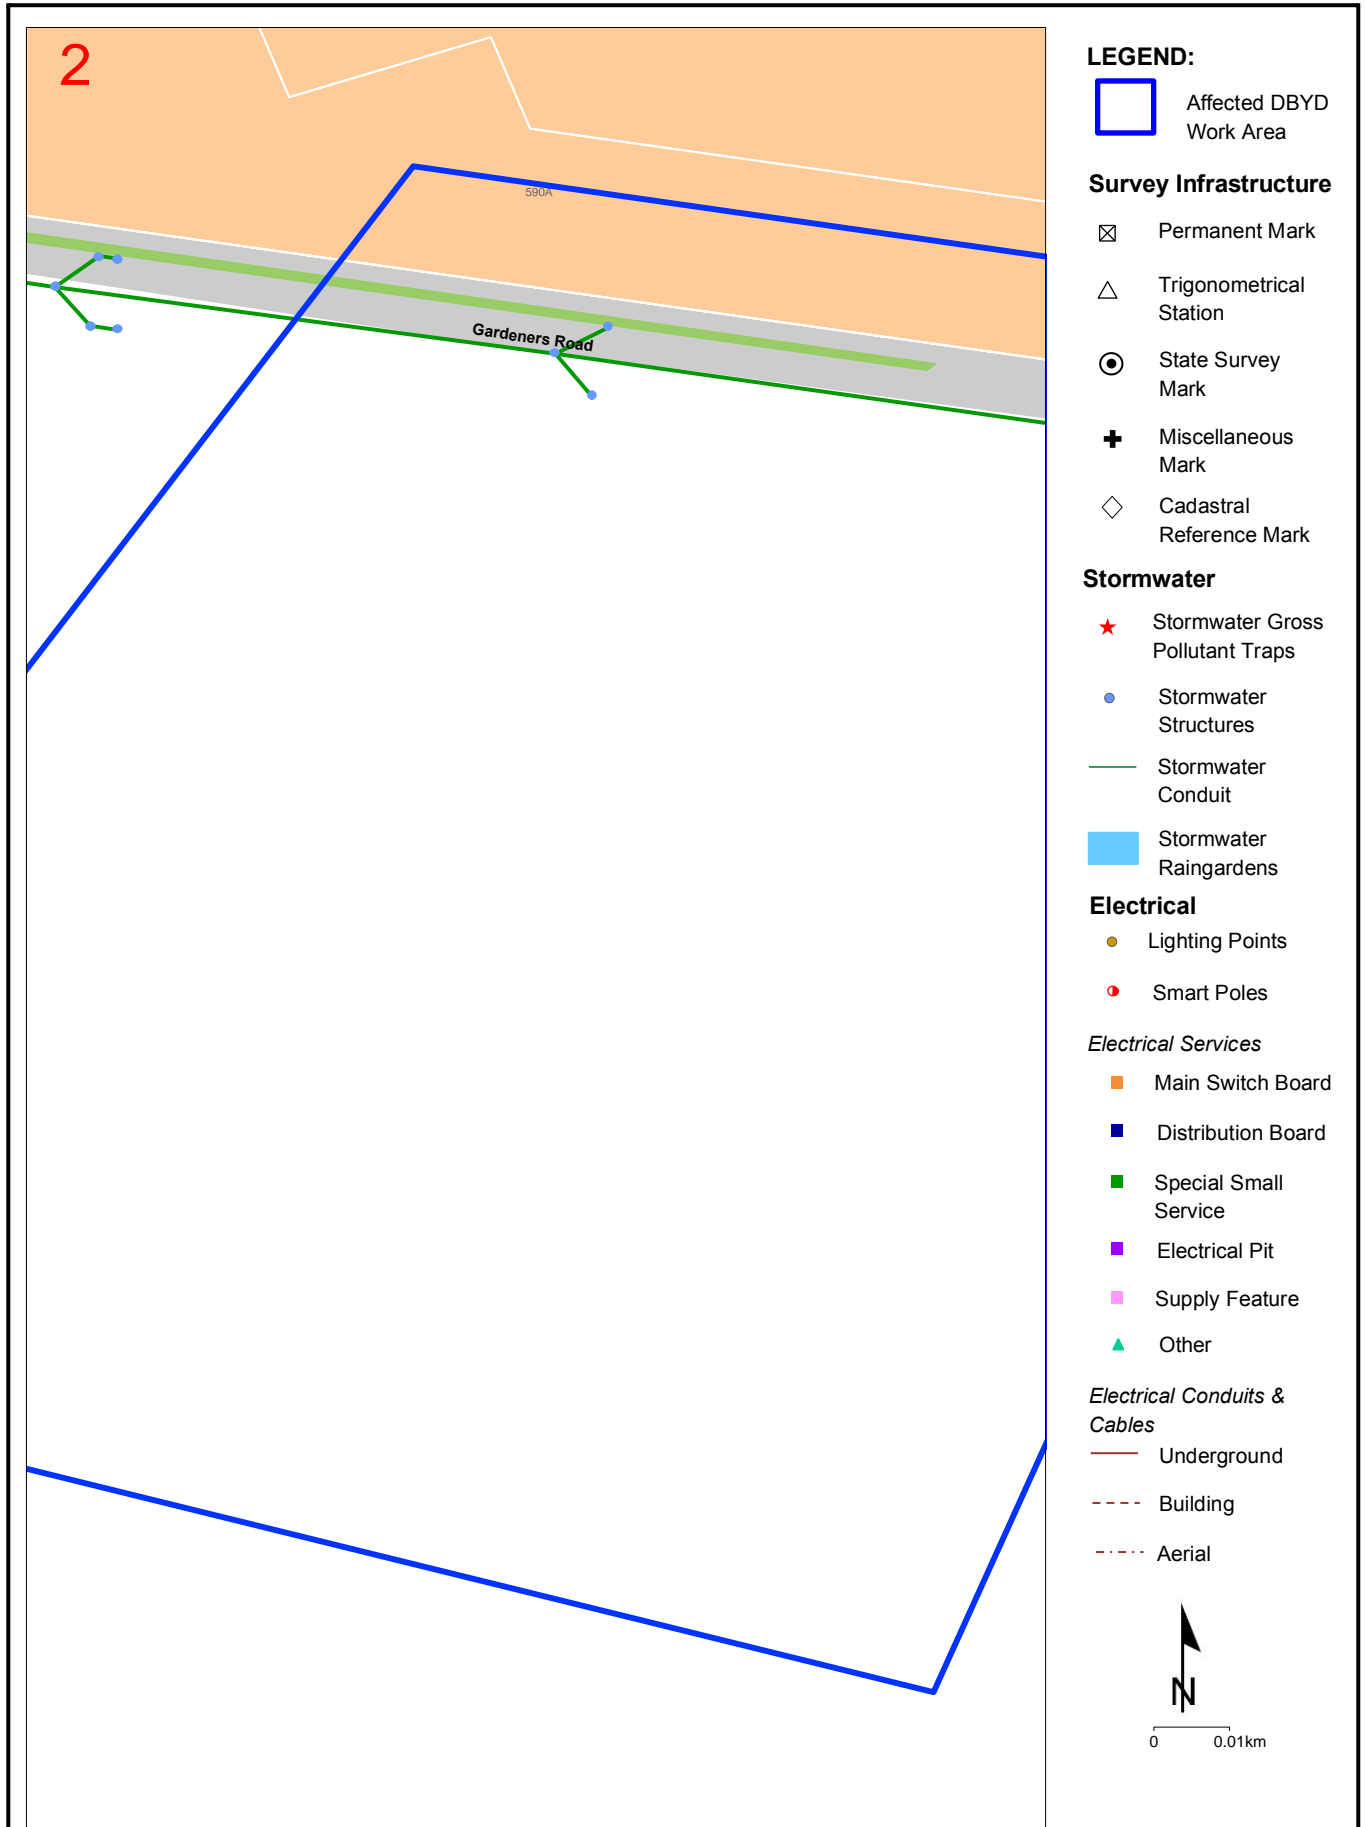 2
590A
Gardeners Road
LEGEND:
Affected DBYD
Work Area
Survey Infrastructure
Permanent Mark
Trigonometrical
Station
State Survey
Mark
Miscellaneous
Mark
Cadastral
Reference Mark
Stormwater
Stormwater Gross
Pollutant Traps
Stormwater
Structures
Stormwater
Conduit
Stormwater
Raingardens
Electrical
Lighting Points
Smart Poles
Electrical Services
Main Switch Board
Distribution Board
Special Small
Service
Electrical Pit
Supply Feature
Other
Electrical Conduits &
Cables
Underground
Building
Aerial
N
0 0.01km